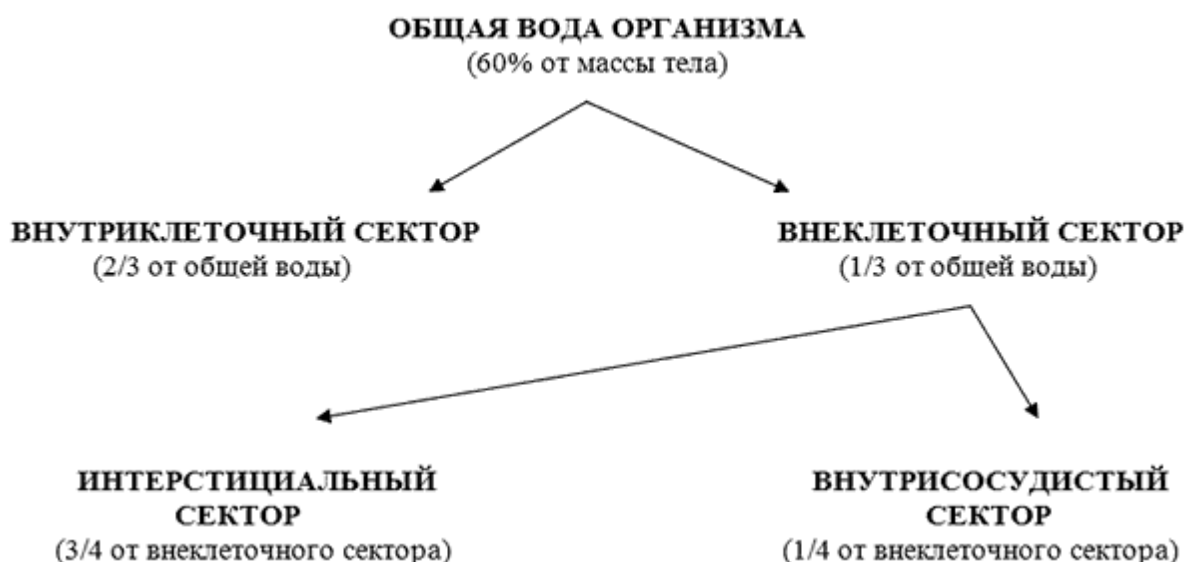 ОБЩАЯ ВОДА ОРГАНИЗМА
(60% от массы тела)
ВНУТРИКЛЕТОЧНЫЙ СЕКТОР
(2/3 от общей воды)
ВНЕКЛЕТОЧНЫЙ СЕКТОР
(1/3 от общей воды)
ИНТЕРСТИЦИАЛЬНЫЙ
СЕКТОР
(3/4 от внеклеточного сектора)
ВНУТРИСОСУДИСТЫЙ
СЕКТОР
(1/4 от внеклеточного сектора)